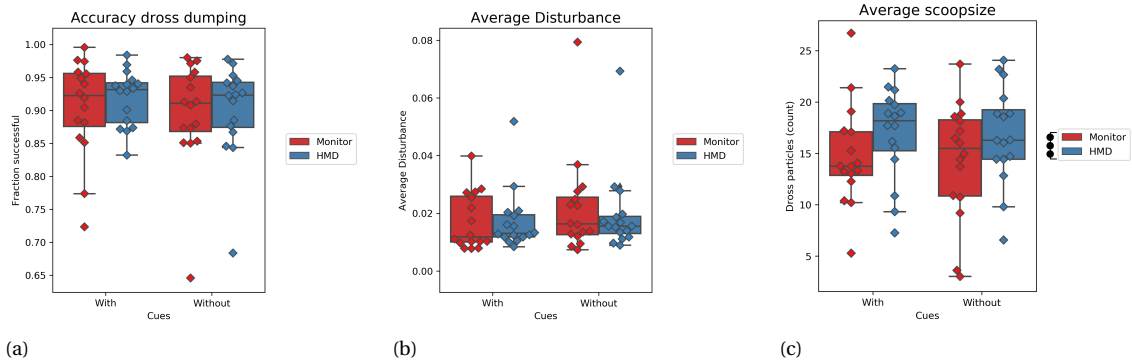 Accuracy dross dumping
Fraction successful
1.00
0.95
0.90
0.85
0.80
0.75
0.70
0.65
With
Without
Cues
Monitor
HMD
(a)
Average Disturbance
Average Disturbance
0.08
0.06
0.04
0.02
0.00
With
Without
Cues
Monitor
HMD
(b)
Average scoopsize
Dross particles (count)
25
20
15
10
5
With
Without
Cues
Monitor
HMD
(c)